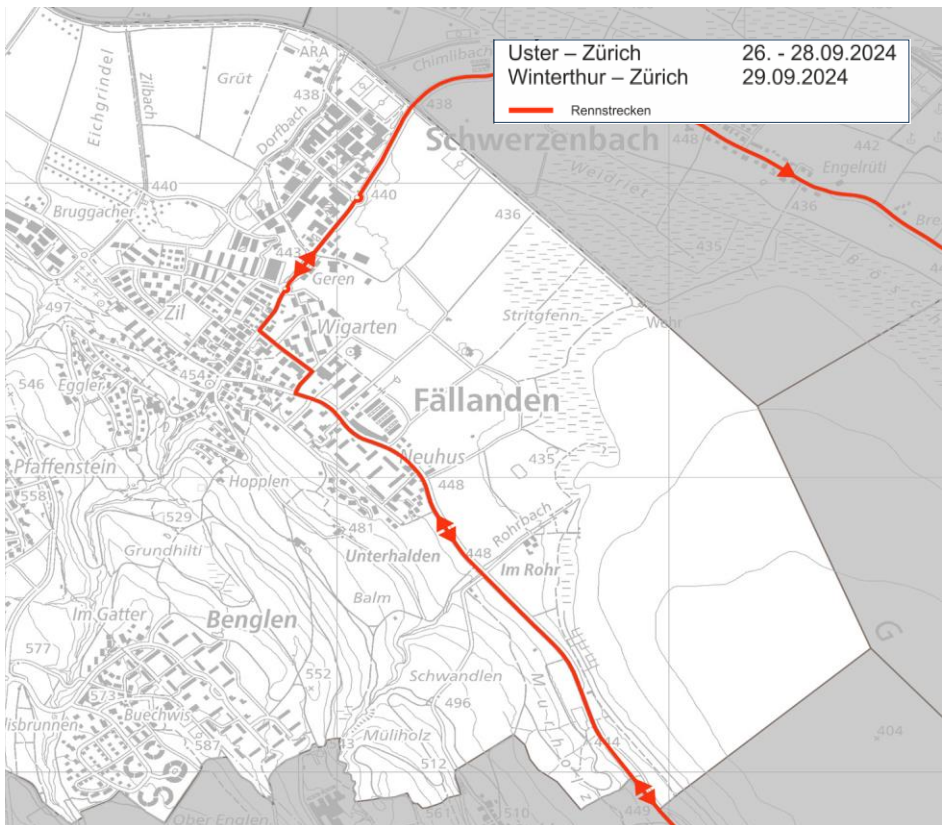 Uster – Zürich 26. - 28.09.2024
Winterthur – Zürich 29.09.2024
Rennstrecken
ARA
Chimlibach
Grüt
438
438
Eichgrindel
Zilbach
Dorfbach
Schwerzenbach
448
442
Engelrüti
440
440
436
436
Bruggacher
443
435
Geren
497
Zil
Wigarten
Stritgfenn
Wehr
454
546
Eggler
Fällanden
Neuhus
435
Pfaffenstein
448
558
Hopplen
529
481
Rohrbach
Grundhilti
Unterhalden
448
Im Rohr
Balm
Im Gatter
Benglen
G
577
Schwandlen
552
573
496
Buechwis
Müliholz
404
587
543
512
449
Ober Englen
561
510